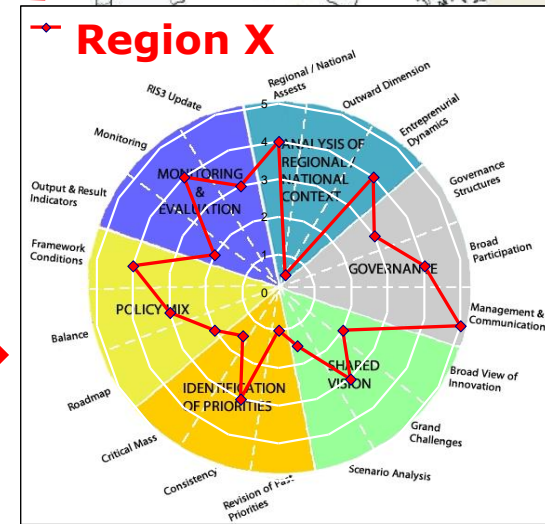 Region X
Regional / National
Assests
Outward Dimension
Entreprenurial
Dynamics
Governance
Structures
Broad
Participation
Management &
Communication
Broad View of
Innovation
Grand
Challenges
Scenario Analysis
Revision of Past
Priorities
Consistency
Critical Mass
Roadmap
Balance
Framework
Conditions
Output & Result
Indicators
Monitoring
RIS3 Update
5
4
3
2
1
0
ANALYSIS OF
REGIONAL /
NATIONAL
CONTEXT
GOVERNANCE
SHARED
VISION
IDENTIFICATION
OF PRIORITIES
POLICY MIX
MONITORING
&
EVALUATION